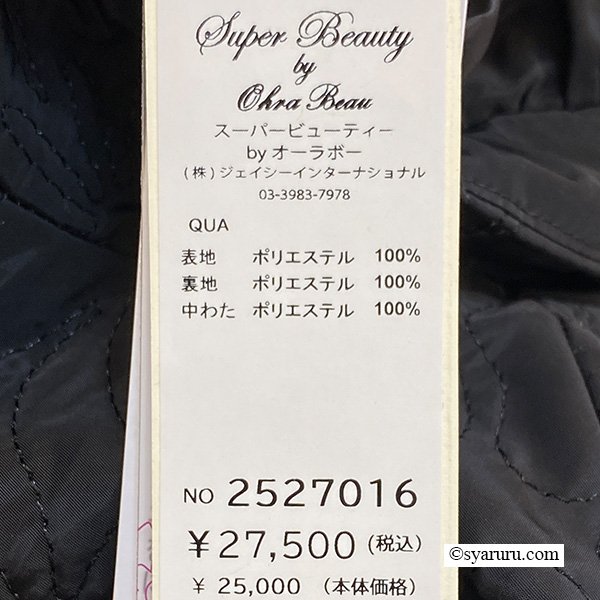 Super Beauty
by
Ohra Beau
スーパービューティー
by オーラボー
(株)ジェイシーインターナショナル
03-3983-7978
QUA
表地 ポリエステル 100%
裏地 ポリエステル 100%
中わた ポリエステル 100%
NO 2527016
¥27,500(税込)
¥ 25,000 (本体価格)
©syaruru.com